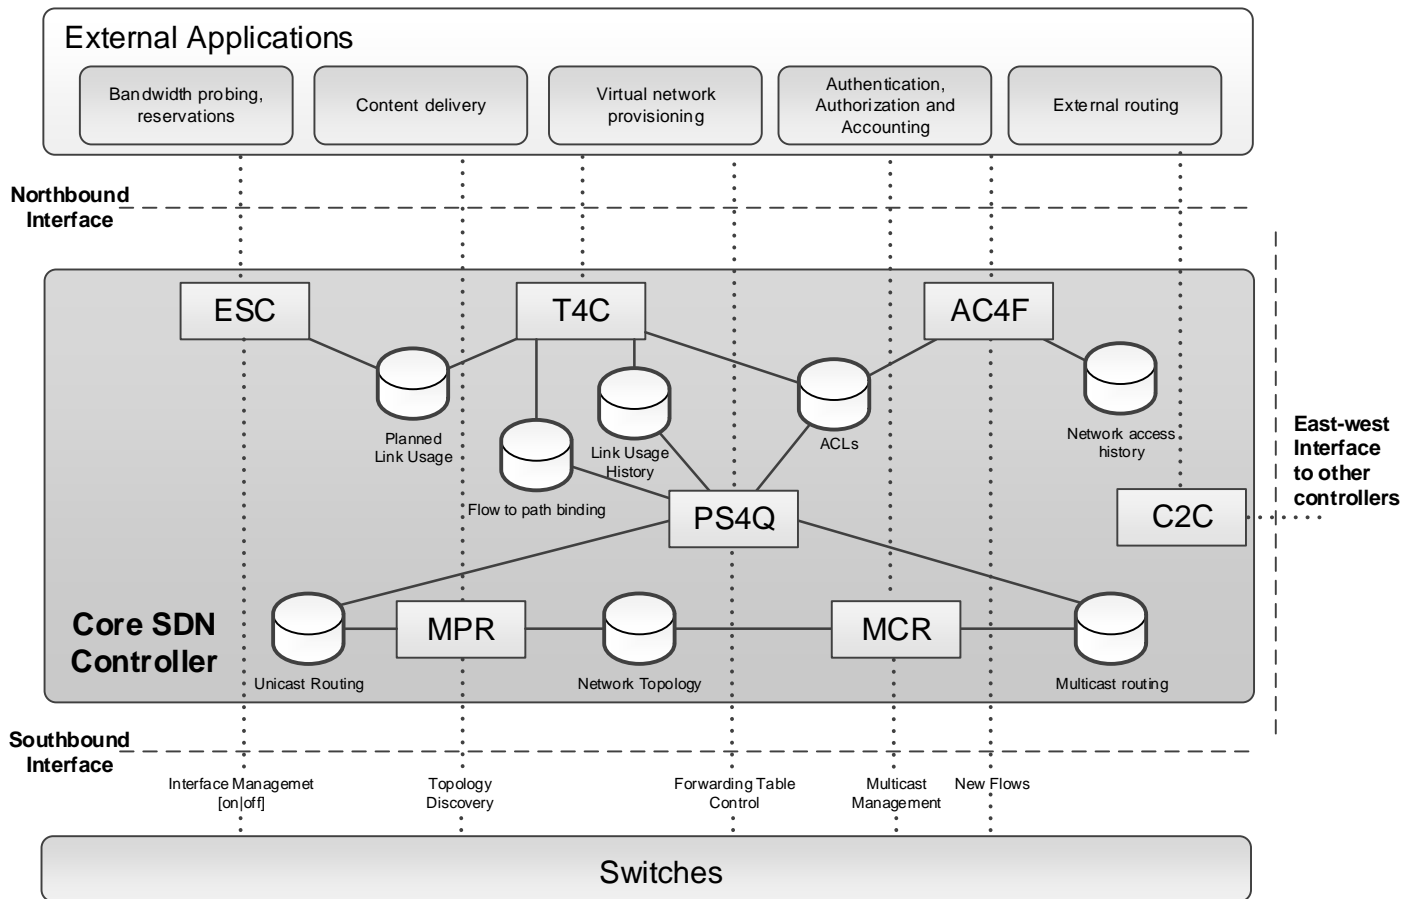 External Applications
Bandwidth probing,
reservations
Content delivery
Virtual network
provisioning
Authentication,
Authorization and
Accounting
External routing
Northbound
Interface
ESC
T4C
AC4F
Planned
Link Usage
Link Usage
History
ACLs
Network access
history
Flow to path binding
PS4Q
C2C
East-west
Interface
to other
controllers
Core SDN
Controller
MPR
MCR
Unicast Routing
Network Topology
Multicast routing
Southbound
Interface
Interface Managemet
[on|off]
Topology
Discovery
Forwarding Table
Control
Multicast
Management
New Flows
Switches